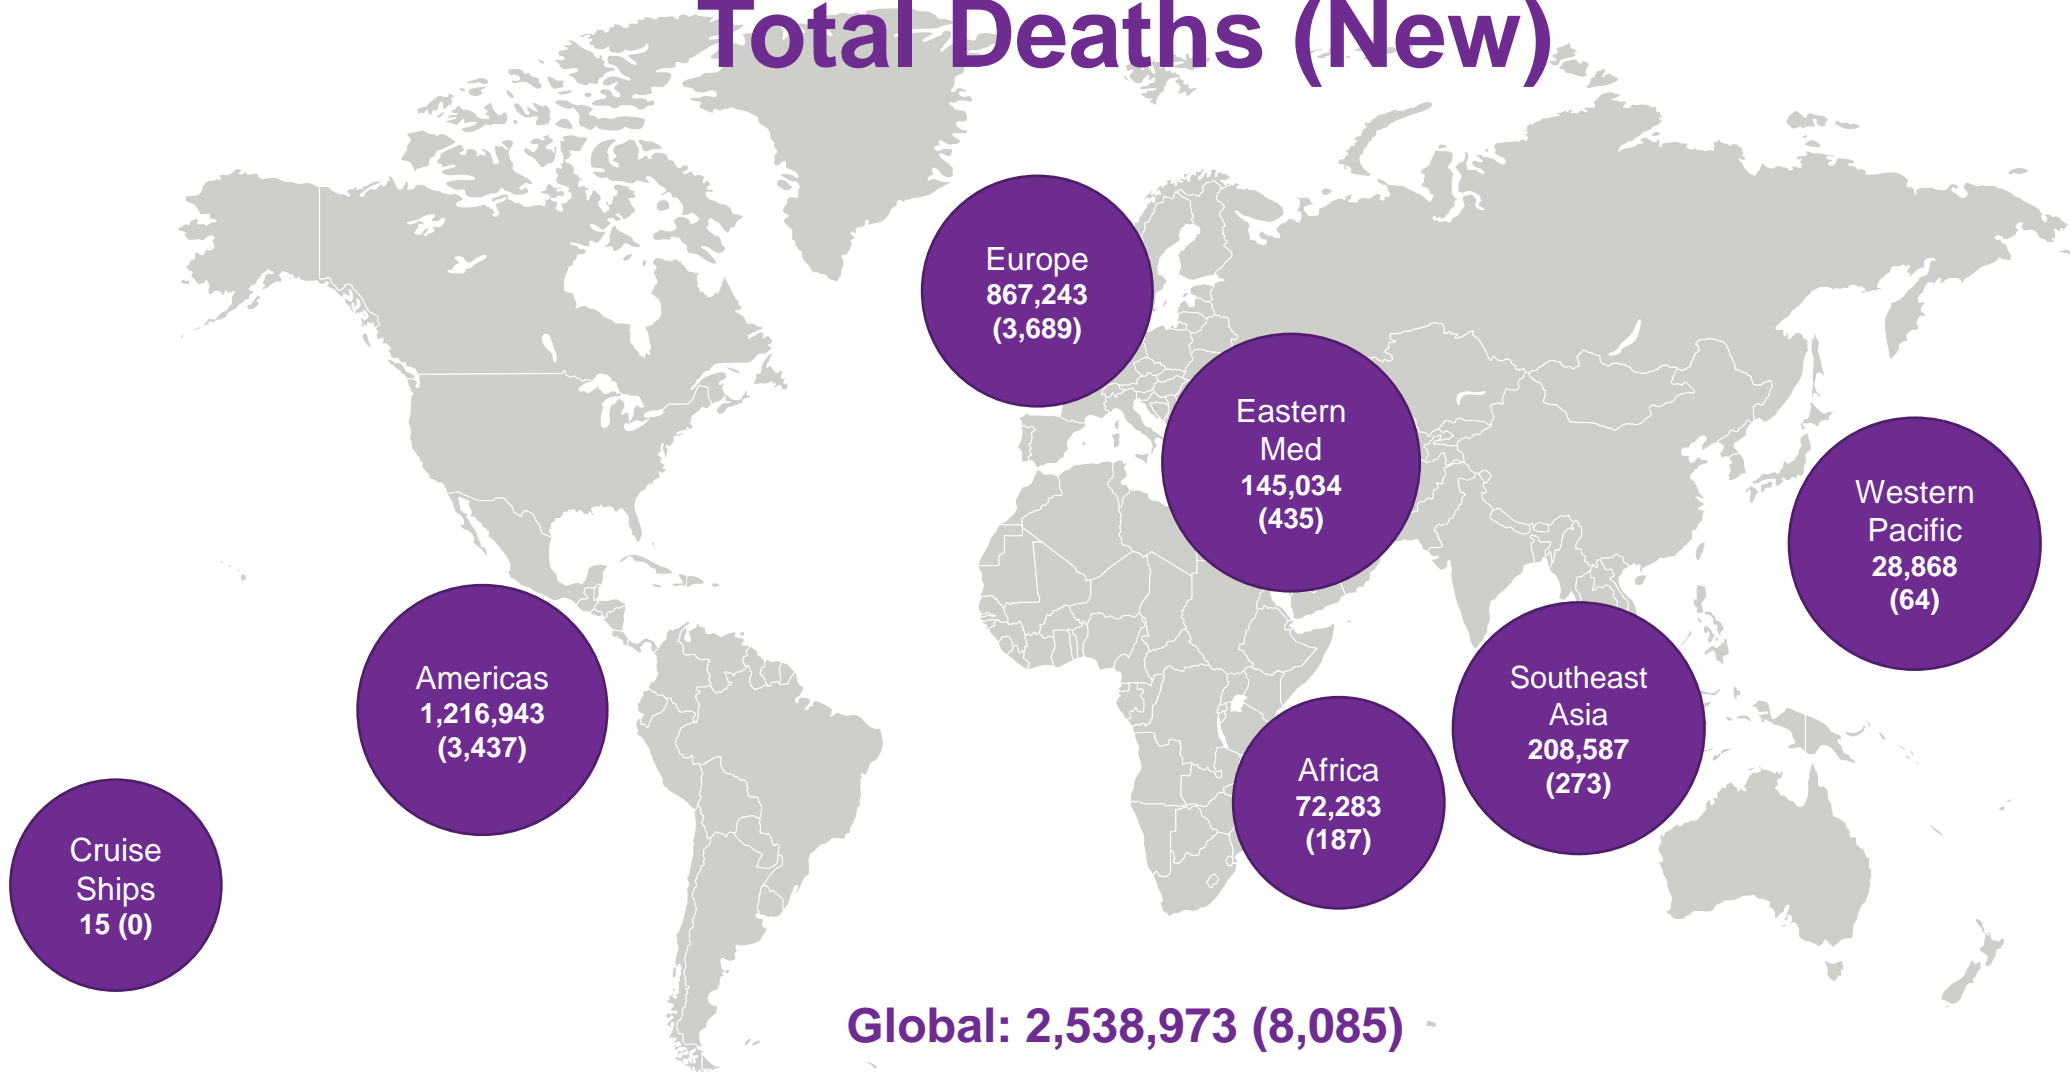 Total Deaths (New)
Europe
867,243
(3,689)
Eastern
Med
145,034
(435)
Western
Pacific
28,868
(64)
Americas
1,216,943
(3,437)
Southeast
Asia
208,587
(273)
Africa
72,283
(187)
Cruise
Ships
15 (0)
Global: 2,538,973 (8,085)